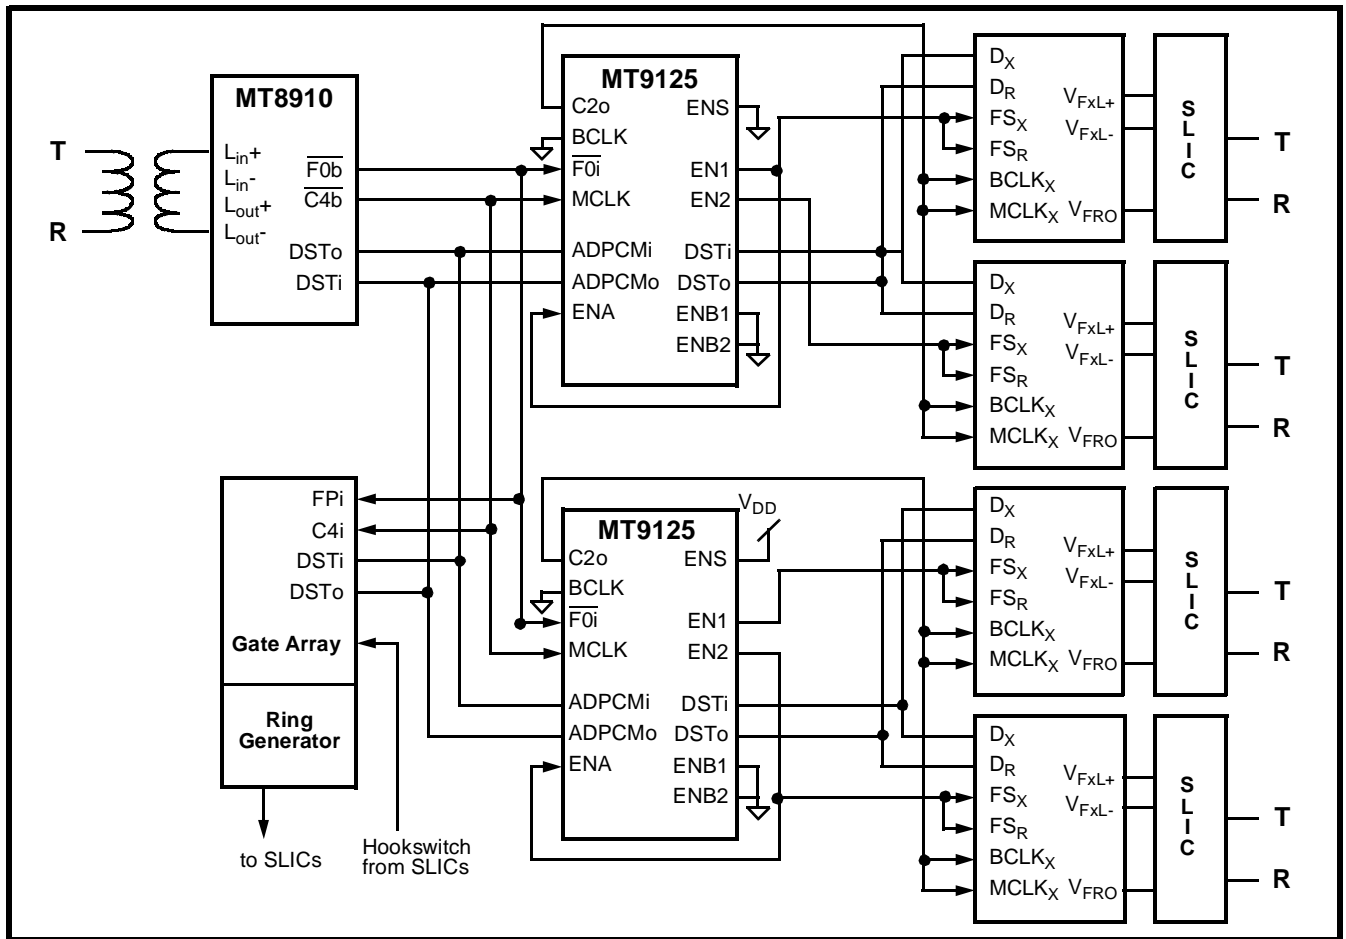 MT8910
T
R
Lin+
Lin-
Lout+
Lout-
F0b
C4b
DSTo
DSTi
MT9125
C2o
BCLK
F0i
MCLK
ADPCMi
ADPCMo
ENA
ENS
EN1
EN2
DSTi
DSTo
ENB1
ENB2
DX
DR
FSX
FSR
BCLKX
MCLKX
VFxL+
VFxL-
VFRO
SLIC
T
R
DX
DR
FSX
FSR
BCLKX
MCLKX
VFxL+
VFxL-
VFRO
SLIC
T
R
FPi
C4i
DSTi
DSTo
Gate Array
Ring
Generator
to SLICs
Hookswitch
from SLICs
MT9125
VDD
C2o
BCLK
F0i
MCLK
ADPCMi
ADPCMo
ENA
ENS
EN1
EN2
DSTi
DSTo
ENB1
ENB2
DX
DR
FSX
FSR
BCLKX
MCLKX
VFxL+
VFxL-
VFRO
SLIC
T
R
DX
DR
FSX
FSR
BCLKX
MCLKX
VFxL+
VFxL-
VFRO
SLIC
T
R